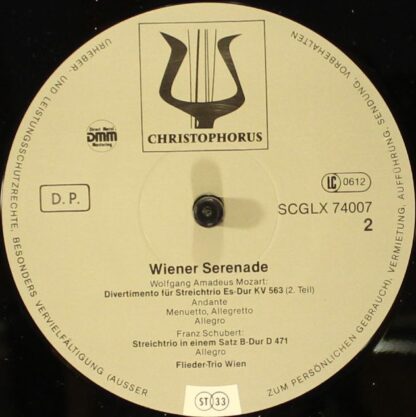 URHEBER- UND LEISTUNGSSCHUTZRECHTE, BESONDERS VERVIELFÄLTIGUNG (AUSSER ZUM PERSÖNLICHEN GEBRAUCH), VERMIETUNG, AUFFÜHRUNG, SENDUNG, VORBEHALTEN
CHRISTOPHORUS
Direct Metal
DMM
Mastering
D. P.
LC 0612
SCGLX 74007
2
Wiener Serenade
Wolfgang Amadeus Mozart:
Divertimento für Streichtrio Es-Dur KV 563 (2. Teil)
Andante
Menuetto, Allegretto
Allegro
Franz Schubert:
Streichtrio in einem Satz B-Dur D 471
Allegro
Flieder-Trio Wien
ST 33